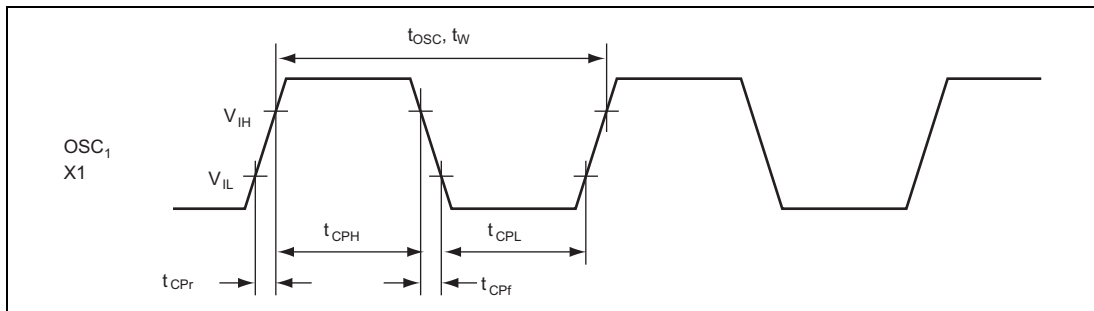 tOSC, tW
VIH
OSC1
X1
VIL
tCPH
tCPL
tCPr
tCPf